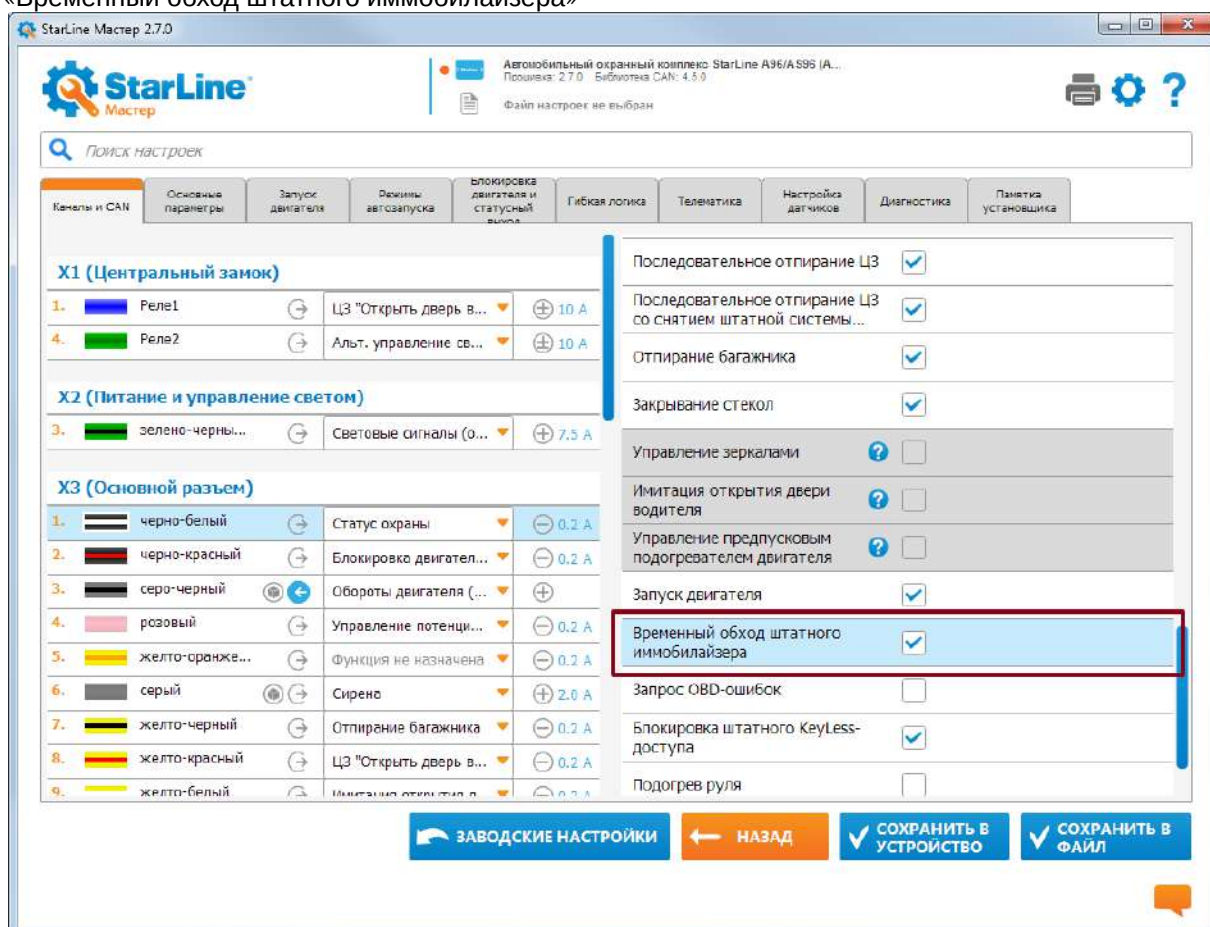 «Временный обход штатного иммобилайзера»
StarLine Мастер 2.7.0
StarLine
Мастер
Автомобильный охранный комплекс StarLine A96/AS96 (A...
Прошивка: 2.7.0 Библиотека CAN: 4.5.0
Файл настроек не выбран
?
Поиск настроек
Каналы и CAN
Основные
параметры
Запуск
двигателя
Режимы
автозапуска
Блокировка
двигателя и
статусный
выход
Гибкая логика
Телематика
Настройка
датчиков
Диагностика
Памятка
установщика
X1 (Центральный замок)
1. Реле1 ЦЗ "Открыть дверь в... 10 А
4. Реле2 Альт. управление св... 10 А
X2 (Питание и управление светом)
3. зелено-черны... Световые сигналы (о... 7.5 А
X3 (Основной разъем)
1. черно-белый Статус охраны 0.2 А
2. черно-красный Блокировка двигател... 0.2 А
3. серо-черный Обороты двигателя (...
4. розовый Управление потенци... 0.2 А
5. желто-оранже... Функция не назначена 0.2 А
6. серый Сирена 2.0 А
7. желто-черный Отпирание багажника 0.2 А
8. желто-красный ЦЗ "Открыть дверь в... 0.2 А
9. желто-белый Имитация открытия д... 0.2 А
Последовательное отпирание ЦЗ
Последовательное отпирание ЦЗ
со снятием штатной системы...
Отпирание багажника
Закрывание стекол
Управление зеркалами ?
Имитация открытия двери
водителя ?
Управление предпусковым
подогревателем двигателя ?
Запуск двигателя
Временный обход штатного
иммобилайзера
Запрос OBD-ошибок
Блокировка штатного KeyLess-
доступа
Подогрев руля
ЗАВОДСКИЕ НАСТРОЙКИ
НАЗАД
СОХРАНИТЬ В
УСТРОЙСТВО
СОХРАНИТЬ В
ФАЙЛ